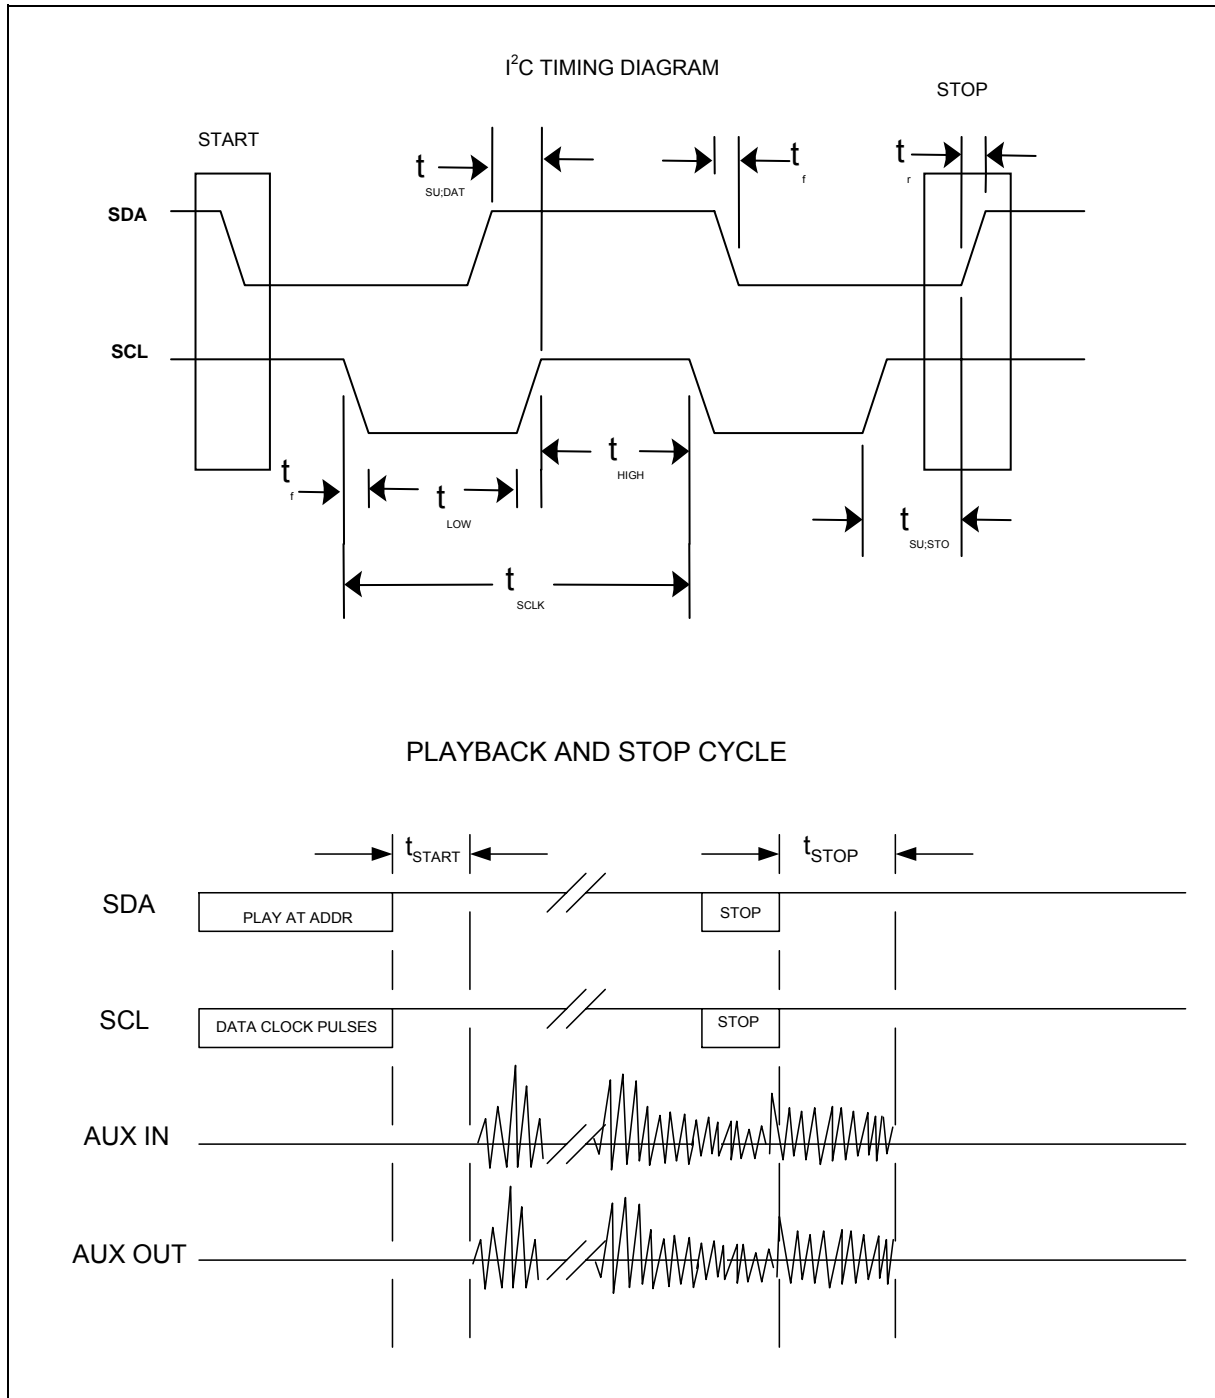 I²C TIMING DIAGRAM
STOP
START
t SU;DAT
t f
t r
SDA
SCL
t f
t LOW
t HIGH
t SU;STO
t SCLK
PLAYBACK AND STOP CYCLE
tSTART
tSTOP
SDA
PLAY AT ADDR
STOP
SCL
DATA CLOCK PULSES
STOP
AUX IN
AUX OUT